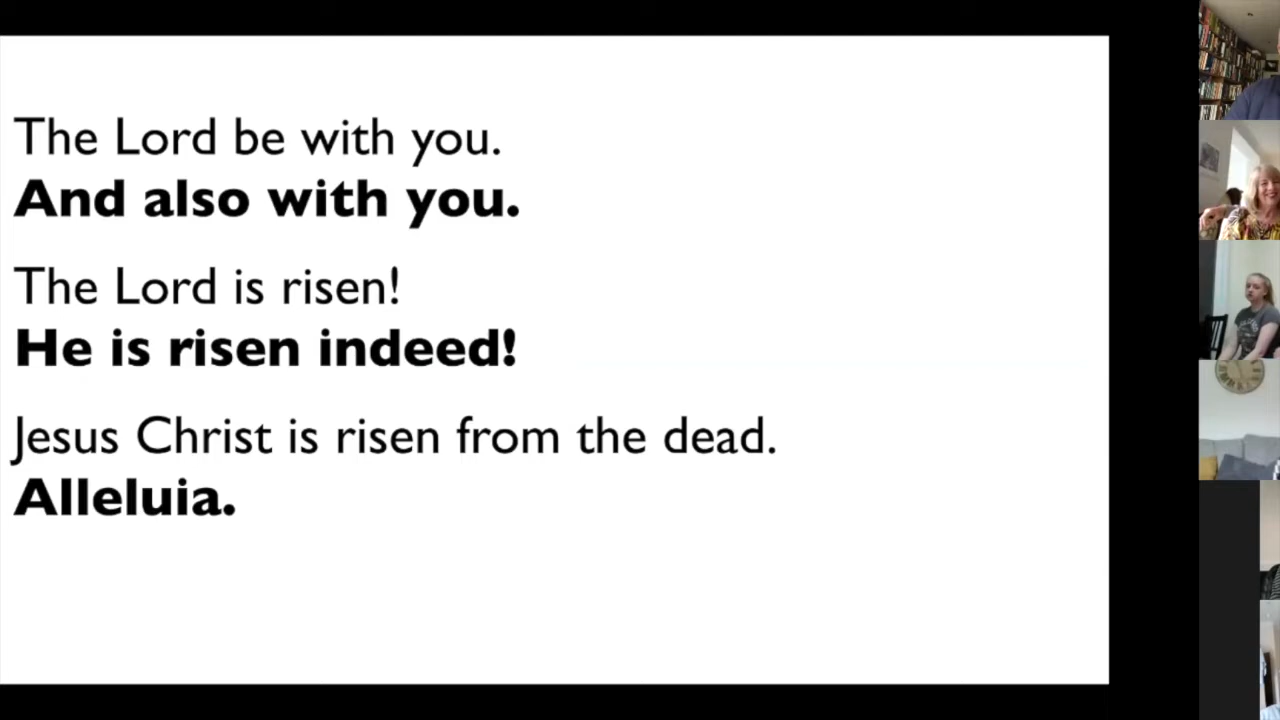 The Lord be with you.
And also with you.
The Lord is risen!
He is risen indeed!
Jesus Christ is risen from the dead.
Alleluia.